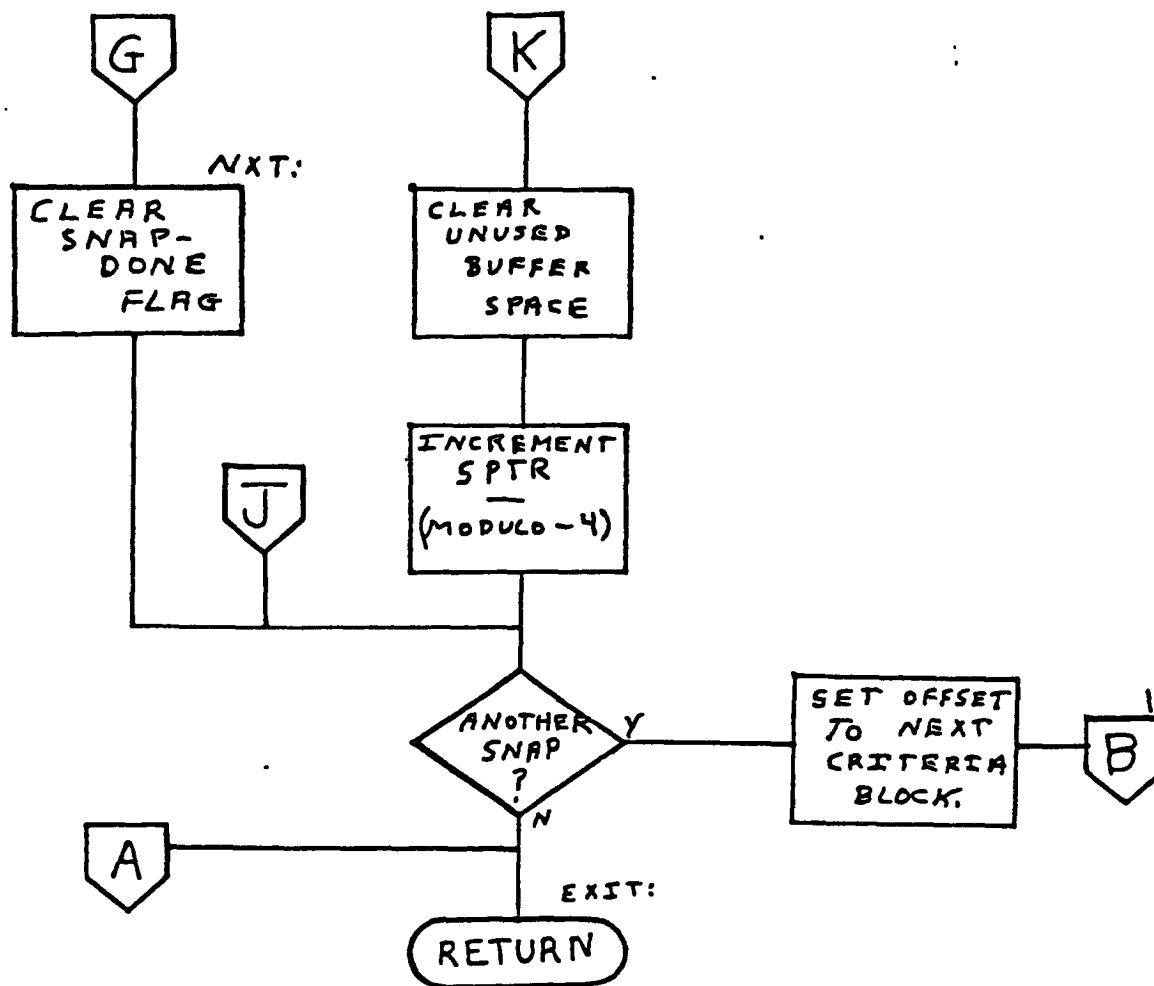 G
K
NXT:
CLEAR
SNAP-
DONE
FLAG
CLEAR
UNUSED
BUFFER
SPACE
J
INCREMENT
SPTR
(MODULO-4)
ANOTHER
SNAP
?
Y
N
SET OFFSET
TO NEXT
CRITERIA
BLOCK.
1
B
A
EXIT:
RETURN